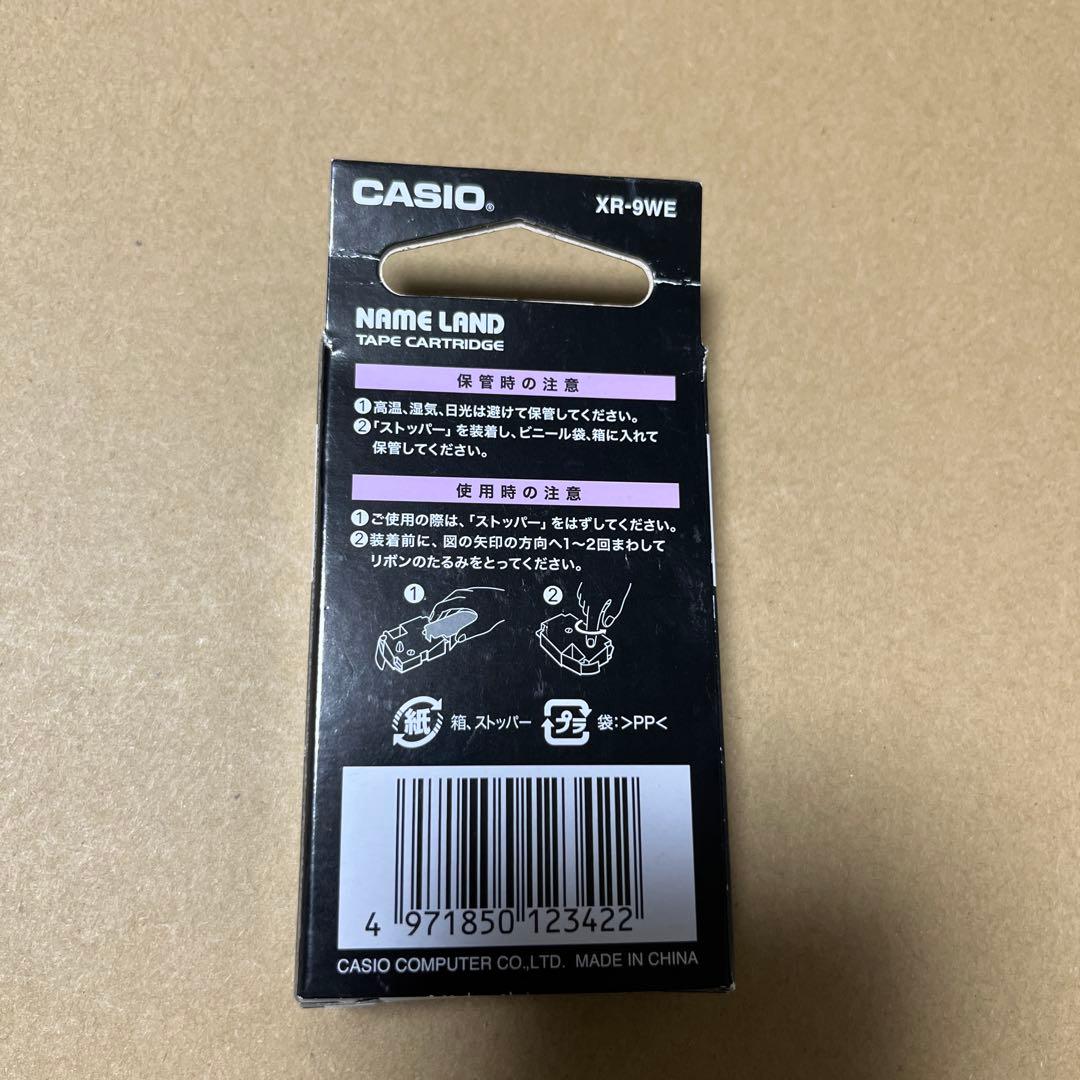 CASIO®
XR-9WE
NAME LAND
TAPE CARTRIDGE
保管時の注意
①高温、湿気、日光は避けて保管してください。
②「ストッパー」を装着し、ビニール袋、箱に入れて
保管してください。
使用時の注意
①ご使用の際は、「ストッパー」をはずしてください。
②装着前に、図の矢印の方向へ1〜2回まわして
リボンのたるみをとってください。
① ②
紙 箱、ストッパー プラ 袋:>PP<
4 971850 123422
CASIO COMPUTER CO.,LTD. MADE IN CHINA